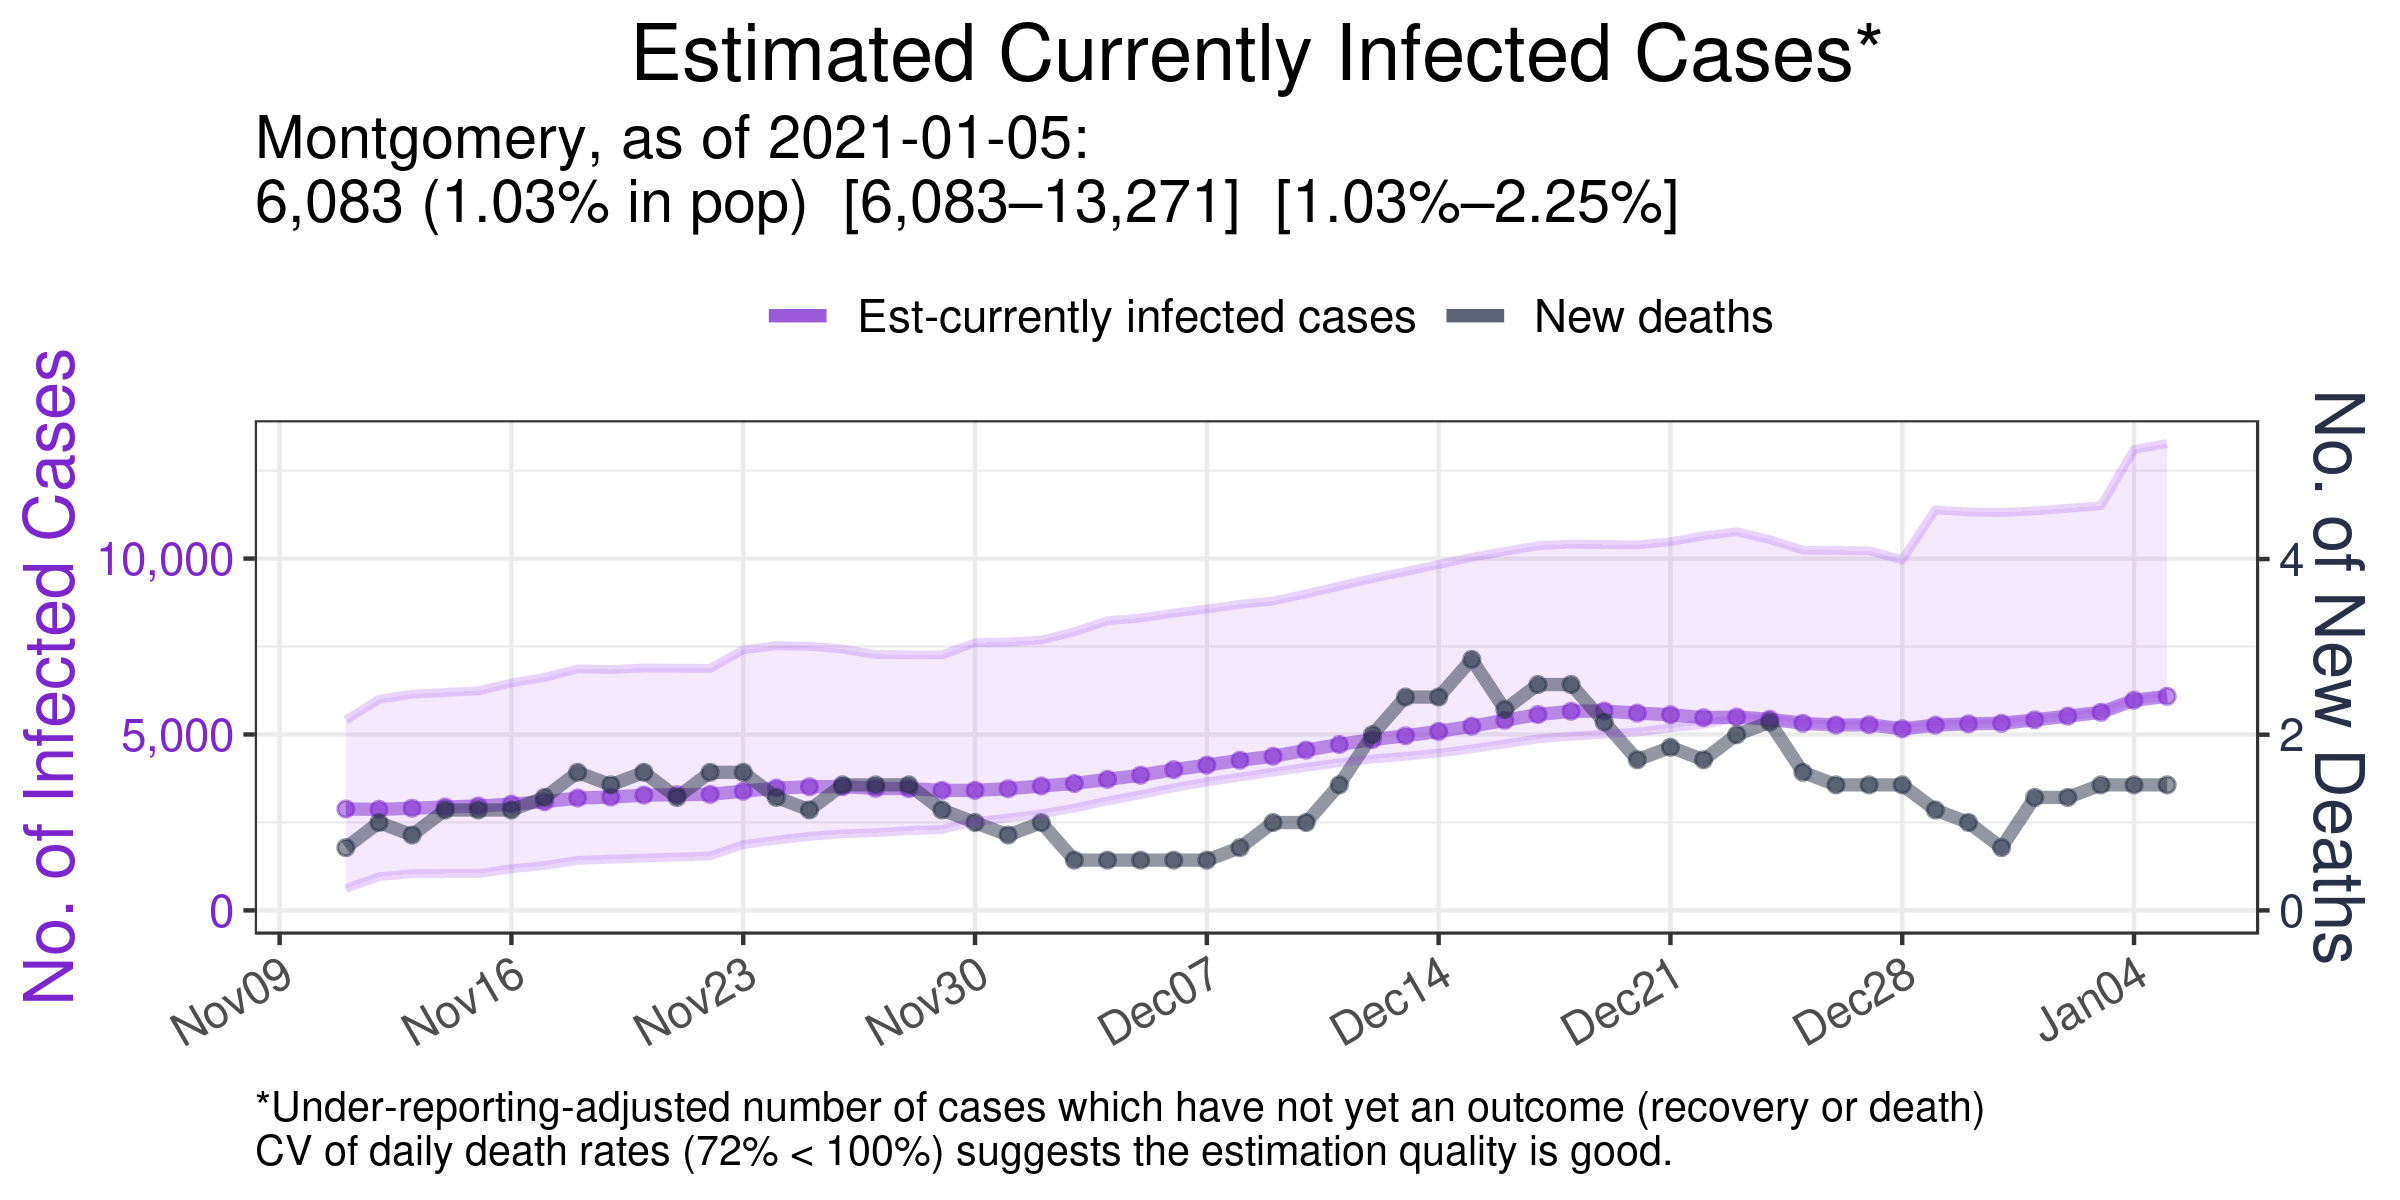 Estimated Currently Infected Cases*
Montgomery, as of 2021-01-05:
6,083 (1.03% in pop)  [6,083–13,271]  [1.03%–2.25%]
Est-currently infected cases
New deaths
No. of Infected Cases
10,000
5,000
0
No. of New Deaths
4
2
0
Nov09
Nov16
Nov23
Nov30
Dec07
Dec14
Dec21
Dec28
Jan04
*Under-reporting-adjusted number of cases which have not yet an outcome (recovery or death)
CV of daily death rates (72% < 100%) suggests the estimation quality is good.